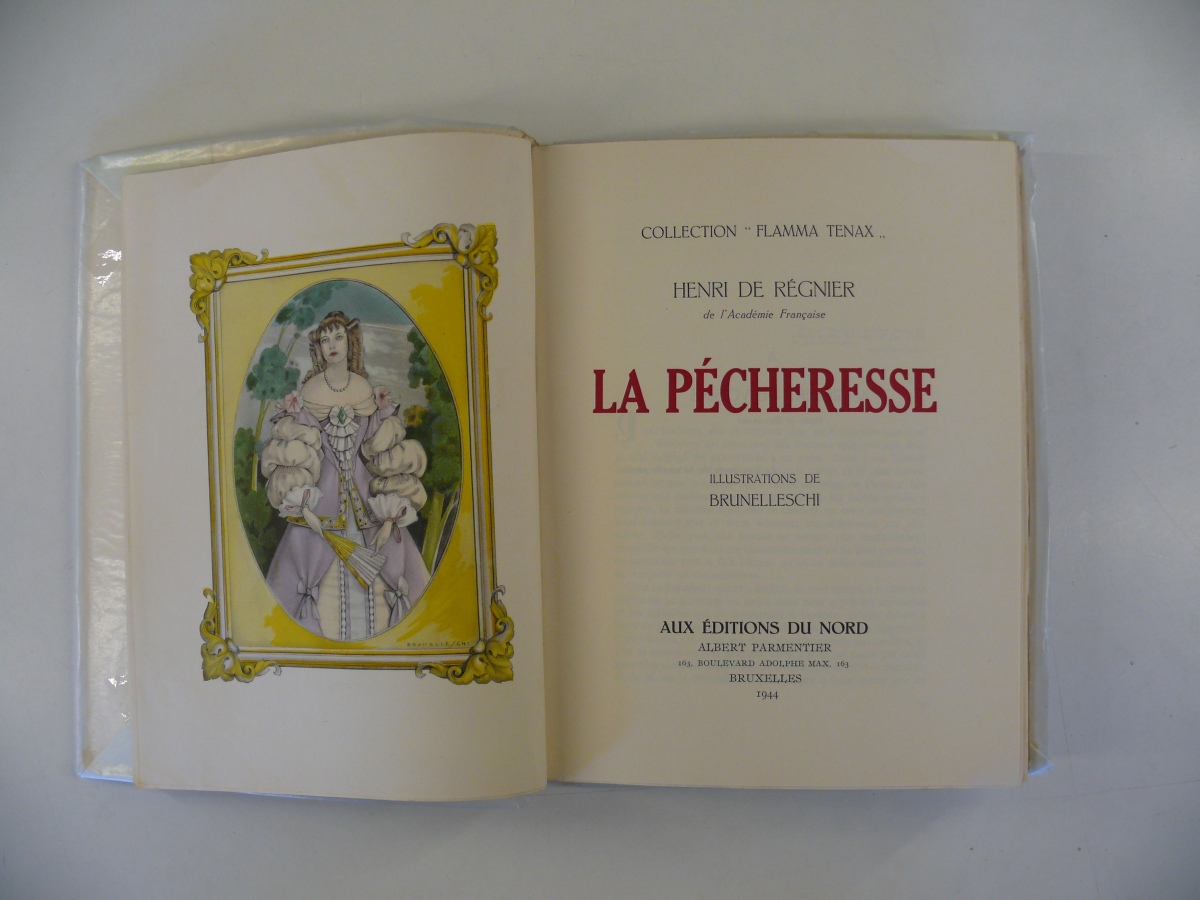 BRUNELLESCHI
COLLECTION “ FLAMMA TENAX „
HENRI DE RÉGNIER
de l'Académie Française
LA PÉCHERESSE
ILLUSTRATIONS DE
BRUNELLESCHI
AUX ÉDITIONS DU NORD
ALBERT PARMENTIER
163, BOULEVARD ADOLPHE MAX, 163
BRUXELLES
1944